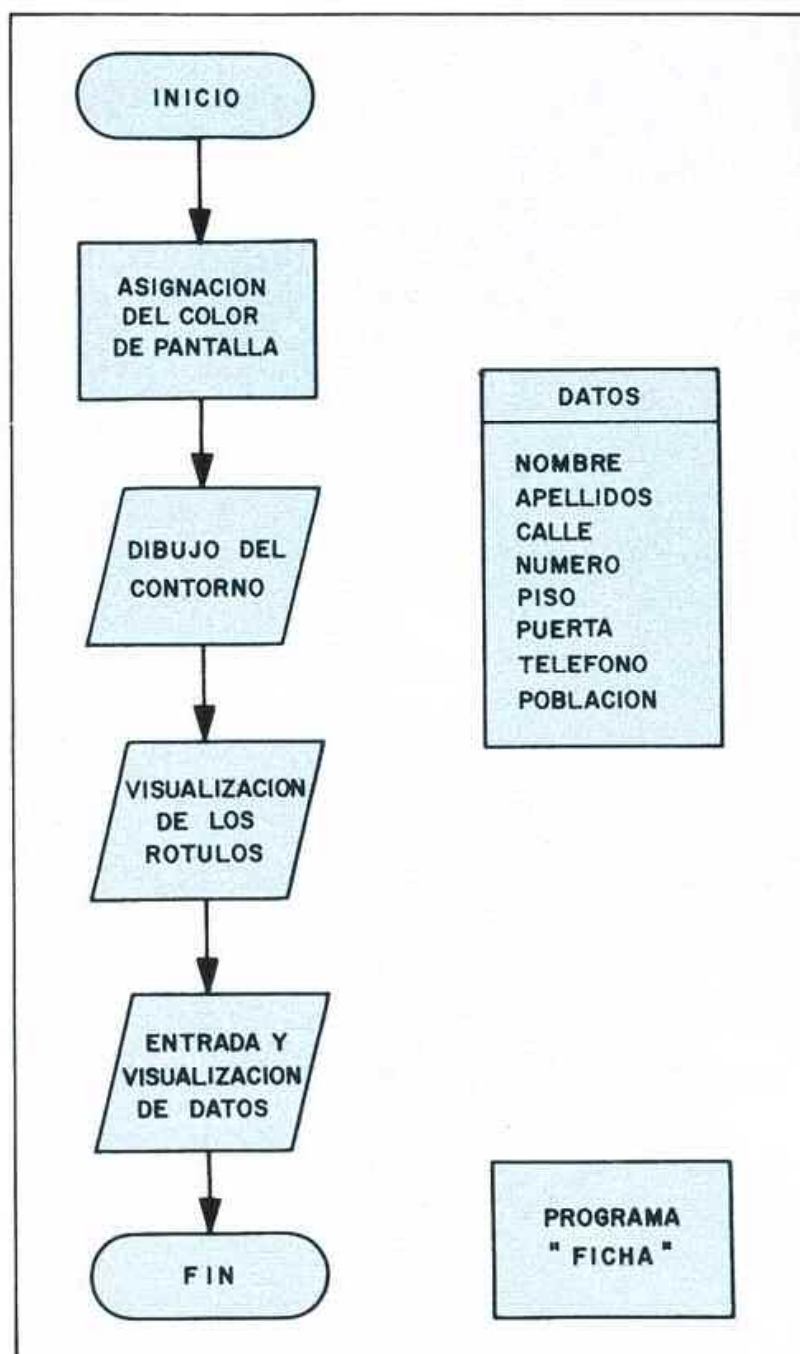 INICIO
ASIGNACION
DEL COLOR
DE PANTALLA
DIBUJO DEL
CONTORNO
VISUALIZACION
DE LOS
ROTULOS
ENTRADA Y
VISUALIZACION
DE DATOS
FIN
DATOS
NOMBRE
APELLIDOS
CALLE
NUMERO
PISO
PUERTA
TELEFONO
POBLACION
PROGRAMA
" FICHA "